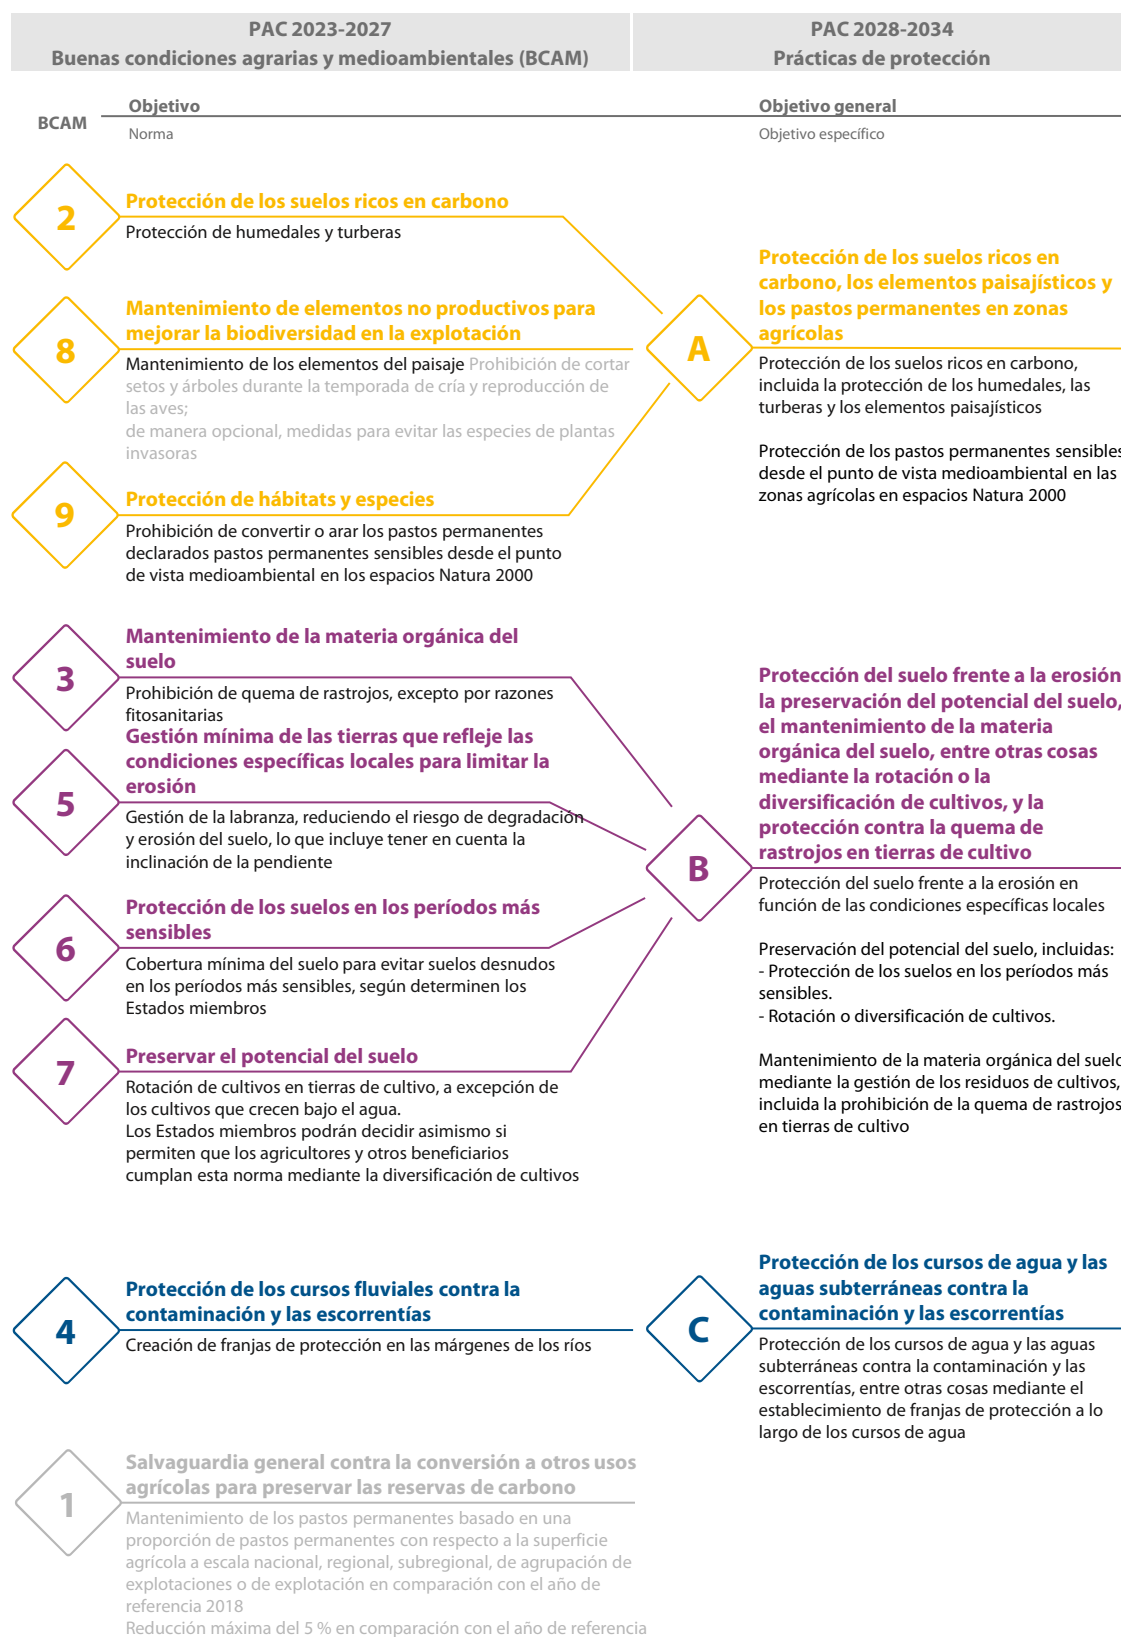 PAC 2023-2027
Buenas condiciones agrarias y medioambientales (BCAM)
PAC 2028-2034
Prácticas de protección
BCAM
Objetivo
Norma
Objetivo general
Objetivo específico
2
Protección de los suelos ricos en carbono
Protección de humedales y turberas
8
Mantenimiento de elementos no productivos para
mejorar la biodiversidad en la explotación
Mantenimiento de los elementos del paisaje Prohibición de cortar
setos y árboles durante la temporada de cría y reproducción de
las aves;
de manera opcional, medidas para evitar las especies de plantas
invasoras
9
Protección de hábitats y especies
Prohibición de convertir o arar los pastos permanentes
declarados pastos permanentes sensibles desde el punto
de vista medioambiental en los espacios Natura 2000
A
Protección de los suelos ricos en
carbono, los elementos paisajísticos y
los pastos permanentes en zonas
agrícolas
Protección de los suelos ricos en carbono,
incluida la protección de los humedales, las
turberas y los elementos paisajísticos
Protección de los pastos permanentes sensibles
desde el punto de vista medioambiental en las
zonas agrícolas en espacios Natura 2000
3
Mantenimiento de la materia orgánica del
suelo
Prohibición de quema de rastrojos, excepto por razones
fitosanitarias
5
Gestión mínima de las tierras que refleje las
condiciones específicas locales para limitar la
erosión
Gestión de la labranza, reduciendo el riesgo de degradación
y erosión del suelo, lo que incluye tener en cuenta la
inclinación de la pendiente
6
Protección de los suelos en los períodos más
sensibles
Cobertura mínima del suelo para evitar suelos desnudos
en los períodos más sensibles, según determinen los
Estados miembros
7
Preservar el potencial del suelo
Rotación de cultivos en tierras de cultivo, a excepción de
los cultivos que crecen bajo el agua.
Los Estados miembros podrán decidir asimismo si
permiten que los agricultores y otros beneficiarios
cumplan esta norma mediante la diversificación de cultivos
B
Protección del suelo frente a la erosión
la preservación del potencial del suelo,
el mantenimiento de la materia
orgánica del suelo, entre otras cosas
mediante la rotación o la
diversificación de cultivos, y la
protección contra la quema de
rastrojos en tierras de cultivo
Protección del suelo frente a la erosión en
función de las condiciones específicas locales
Preservación del potencial del suelo, incluidas:
- Protección de los suelos en los períodos más
sensibles.
- Rotación o diversificación de cultivos.
Mantenimiento de la materia orgánica del suelo
mediante la gestión de los residuos de cultivos,
incluida la prohibición de la quema de rastrojos
en tierras de cultivo
4
Protección de los cursos fluviales contra la
contaminación y las escorrentías
Creación de franjas de protección en las márgenes de los ríos
C
Protección de los cursos de agua y las
aguas subterráneas contra la
contaminación y las escorrentías
Protección de los cursos de agua y las aguas
subterráneas contra la contaminación y las
escorrentías, entre otras cosas mediante el
establecimiento de franjas de protección a lo
largo de los cursos de agua
1
Salvaguardia general contra la conversión a otros usos
agrícolas para preservar las reservas de carbono
Mantenimiento de los pastos permanentes basado en una
proporción de pastos permanentes con respecto a la superficie
agrícola a escala nacional, regional, subregional, de agrupación de
explotaciones o de explotación en comparación con el año de
referencia 2018
Reducción máxima del 5 % en comparación con el año de referencia